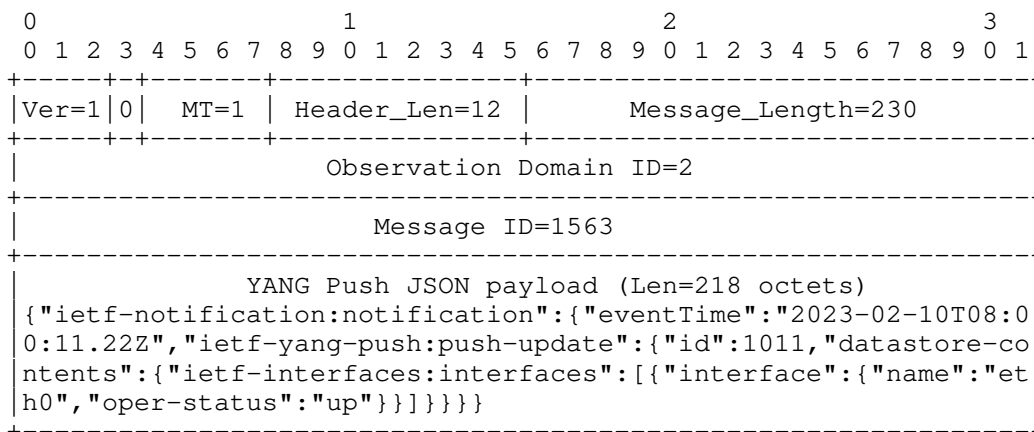 0                   1                   2                   3
 0 1 2 3 4 5 6 7 8 9 0 1 2 3 4 5 6 7 8 9 0 1 2 3 4 5 6 7 8 9 0 1
+-----+-+-------+---------------+-------------------------------
|Ver=1|0|  MT=1 | Header_Len=12 |      Message_Length=230
+-----+-+-------+---------------+-------------------------------
|                   Observation Domain ID=2
+---------------------------------------------------------------
|                      Message ID=1563
+---------------------------------------------------------------
|              YANG Push JSON payload (Len=218 octets)
|{"ietf-notification:notification":{"eventTime":"2023-02-10T08:0
|0:11.22Z","ietf-yang-push:push-update":{"id":1011,"datastore-co
|ntents":{"ietf-interfaces:interfaces":[{"interface":{"name":"et
|h0","oper-status":"up"}}]}}}}
+---------------------------------------------------------------